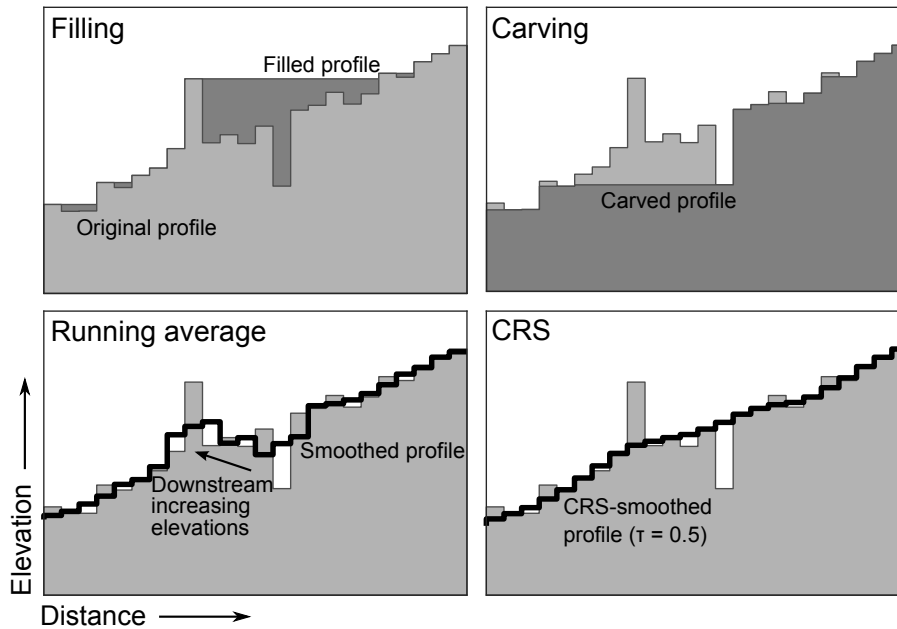 Filling
Filled profile
Original profile
Carving
Carved profile
Running average
Smoothed profile
Downstream
increasing
elevations
CRS
CRS-smoothed
profile (τ = 0.5)
Elevation
Distance